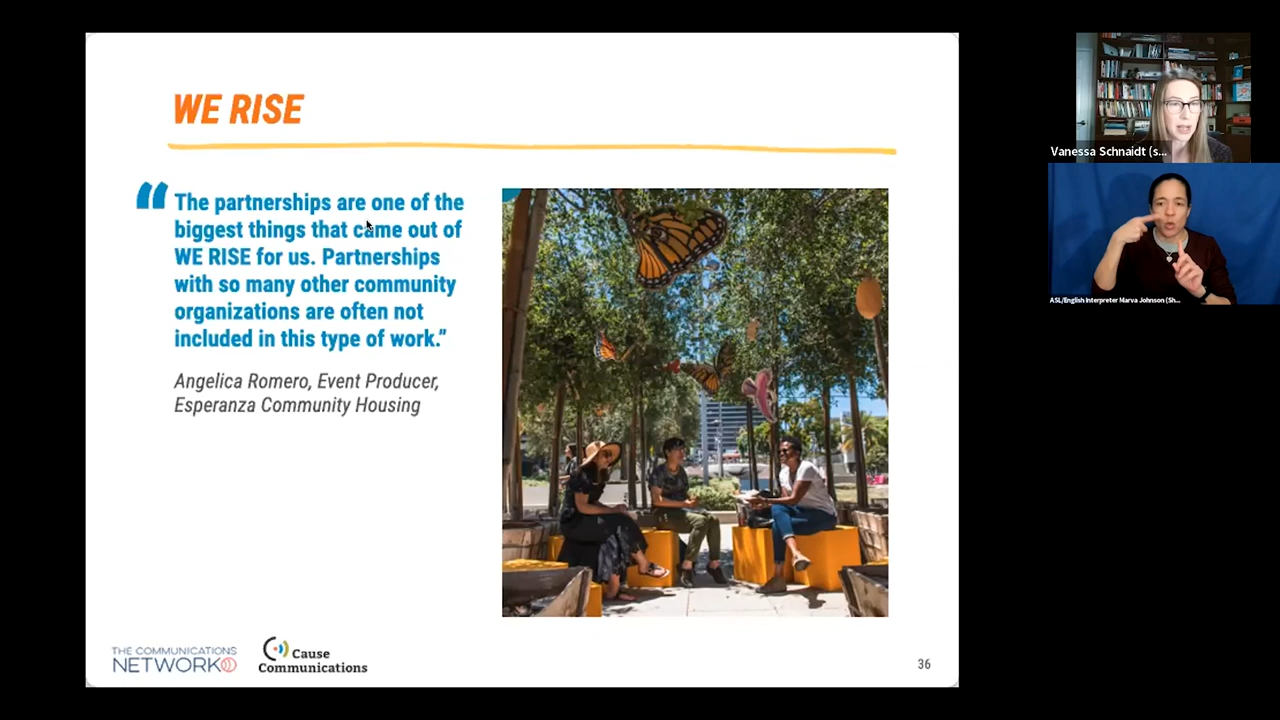 WE RISE
“
The partnerships are one of the
biggest things that came out of
WE RISE for us. Partnerships
with so many other community
organizations are often not
included in this type of work.”
Angelica Romero, Event Producer,
Esperanza Community Housing
THE COMMUNICATIONS
NETWORK
Cause
Communications
36
Vanessa Schnaidt (s...
ASL/English Interpreter Marva Johnson (Sh...